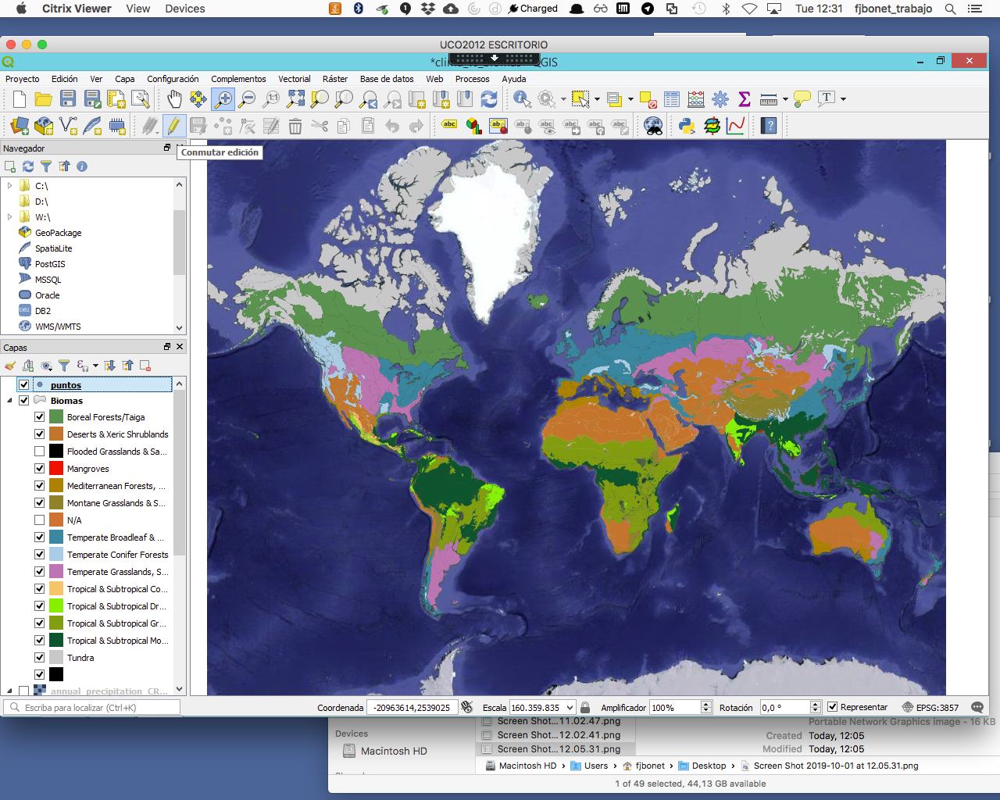 Citrix Viewer View Devices Charged Tue 12:31 fjbonet_trabajo
UCO2012 ESCRITORIO
QGIS
Proyecto Edición Ver Capa Configuración Complementos Vectorial Ráster Base de datos Web Procesos Ayuda
Navegador
Conmutar edición
C:\
D:\
W:\
GeoPackage
SpatiaLite
PostGIS
MSSQL
Oracle
DB2
WMS/WMTS
Capas
puntos
Biomas
Boreal Forests/Taiga
Deserts & Xeric Shrublands
Flooded Grasslands & Sa...
Mangroves
Mediterranean Forests, ...
Montane Grasslands & S...
N/A
Temperate Broadleaf & ...
Temperate Conifer Forests
Temperate Grasslands, S...
Tropical & Subtropical Co...
Tropical & Subtropical Dr...
Tropical & Subtropical Gr...
Tropical & Subtropical Mo...
Tundra
annual_precipitation_CR...
Escriba para localizar (Ctrl+K) Coordenada -20963614,2539025 Escala 160.359.835 Amplificador 100% Rotación 0,0 ° Representar EPSG:3857
Screen Shot...11.02.47.png Portable Network Graphics image - 16 KB
Devices Screen Shot...12.02.41.png Created Today, 12:05
Macintosh HD Screen Shot...12.05.31.png Modified Today, 12:05
Macintosh HD Users fjbonet Desktop Screen Shot 2019-10-01 at 12.05.31.png
1 of 49 selected, 44,13 GB available